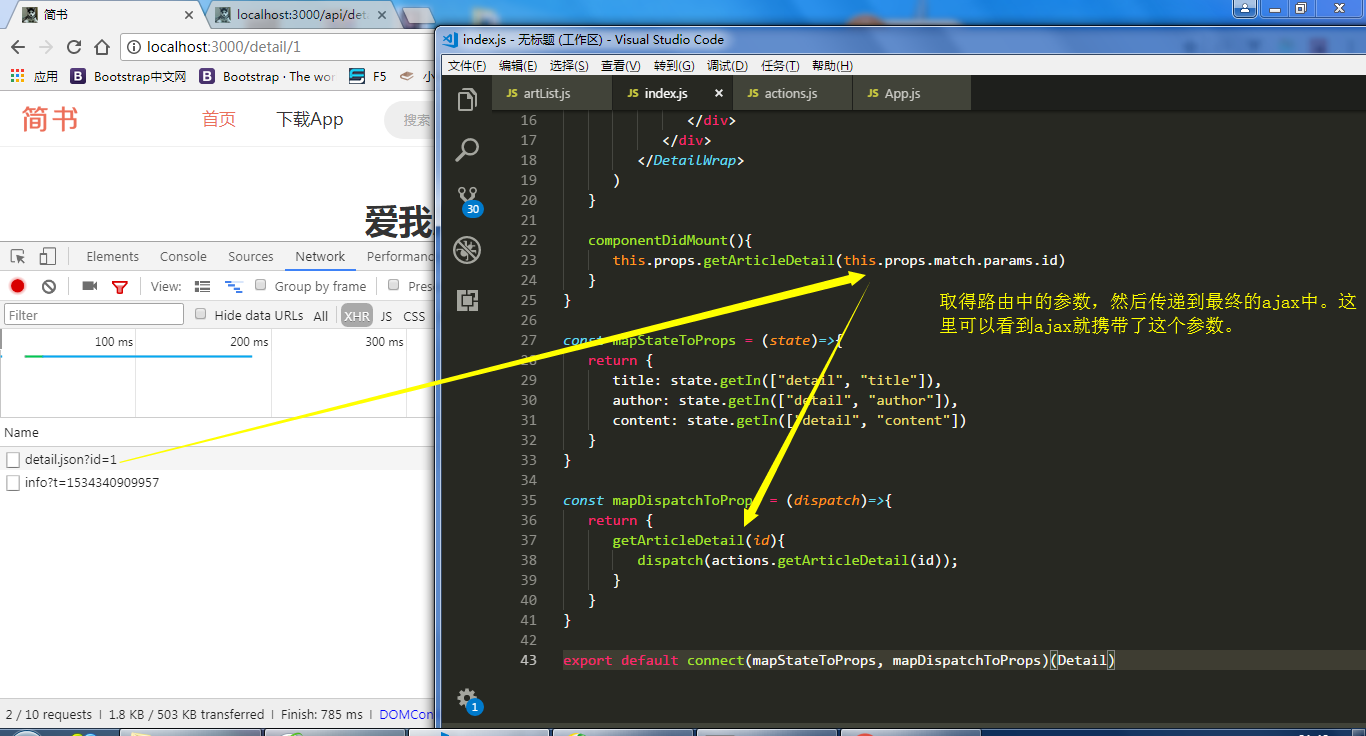 简书
localhost:3000/api/det
localhost:3000/detail/1
应用
Bootstrap中文网
Bootstrap · The wor
F5
小
简书
首页
下载App
搜索
爱我
Elements
Console
Sources
Network
Performanc
View:
Group by frame
Prese
Filter
Hide data URLs
All
XHR
JS
CSS
100 ms
200 ms
300 ms
Name
detail.json?id=1
info?t=1534340909957
2 / 10 requests
1.8 KB / 503 KB transferred
Finish: 785 ms
DOMCon
index.js - 无标题 (工作区) - Visual Studio Code
文件(F)
编辑(E)
选择(S)
查看(V)
转到(G)
调试(D)
任务(T)
帮助(H)
JS artList.js
JS index.js
JS actions.js
JS App.js
30
1
16 </div>
17 </div>
18 </DetailWrap>
19 )
20 }
21
22 componentDidMount(){
23 this.props.getArticleDetail(this.props.match.params.id)
24 }
25 }
26
27 const mapStateToProps = (state)=>{
28 return {
29 title: state.getIn(["detail", "title"]),
30 author: state.getIn(["detail", "author"]),
31 content: state.getIn(["detail", "content"])
32 }
33 }
34
35 const mapDispatchToProps = (dispatch)=>{
36 return {
37 getArticleDetail(id){
38 dispatch(actions.getArticleDetail(id));
39 }
40 }
41 }
42
43 export default connect(mapStateToProps, mapDispatchToProps)(Detail)
取得路由中的参数，然后传递到最终的ajax中。这
里可以看到ajax就携带了这个参数。